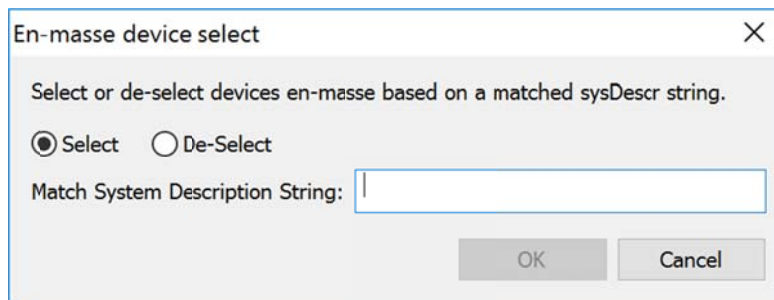 En-masse device select
Select or de-select devices en-masse based on a matched sysDescr string.
Select De-Select
Match System Description String:
OK Cancel